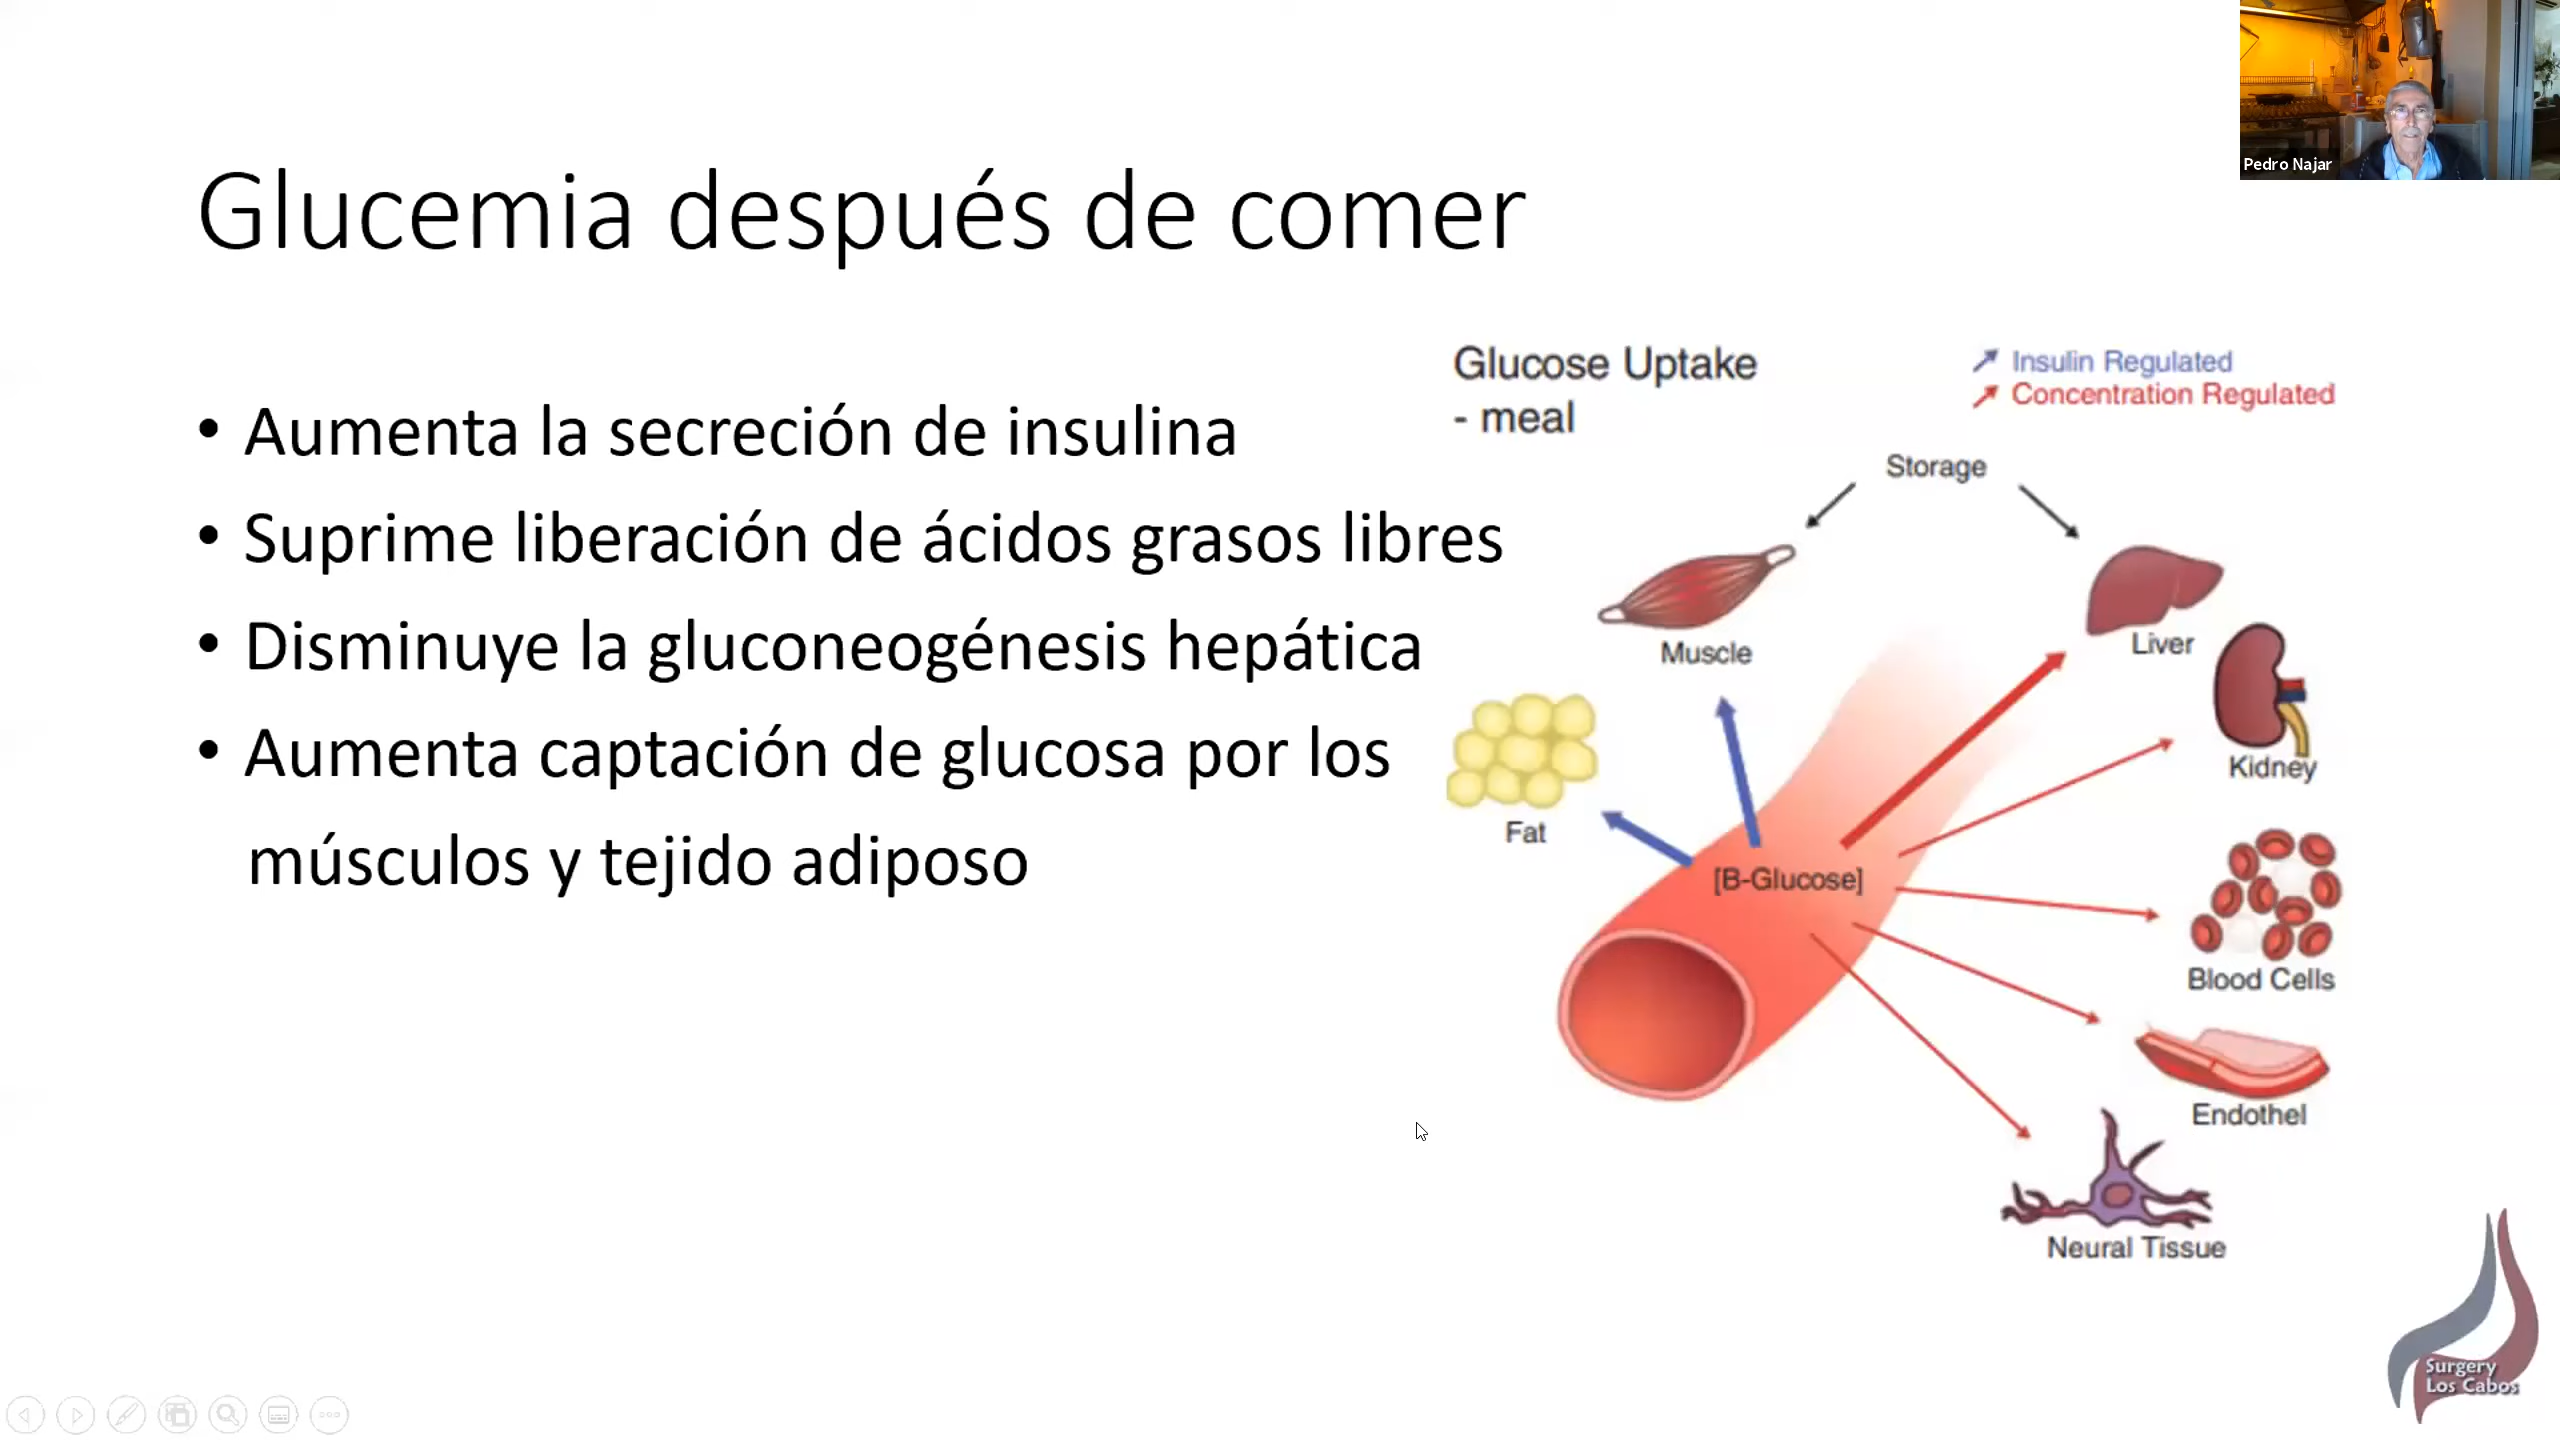 Pedro Najar
Glucemia después de comer
• Aumenta la secreción de insulina
• Suprime liberación de ácidos grasos libres
• Disminuye la gluconeogénesis hepática
• Aumenta captación de glucosa por los
músculos y tejido adiposo
Glucose Uptake
- meal
Insulin Regulated
Concentration Regulated
Storage
Muscle
Liver
Kidney
Fat
[B-Glucose]
Blood Cells
Endothel
Neural Tissue
Surgery
Los Cabos